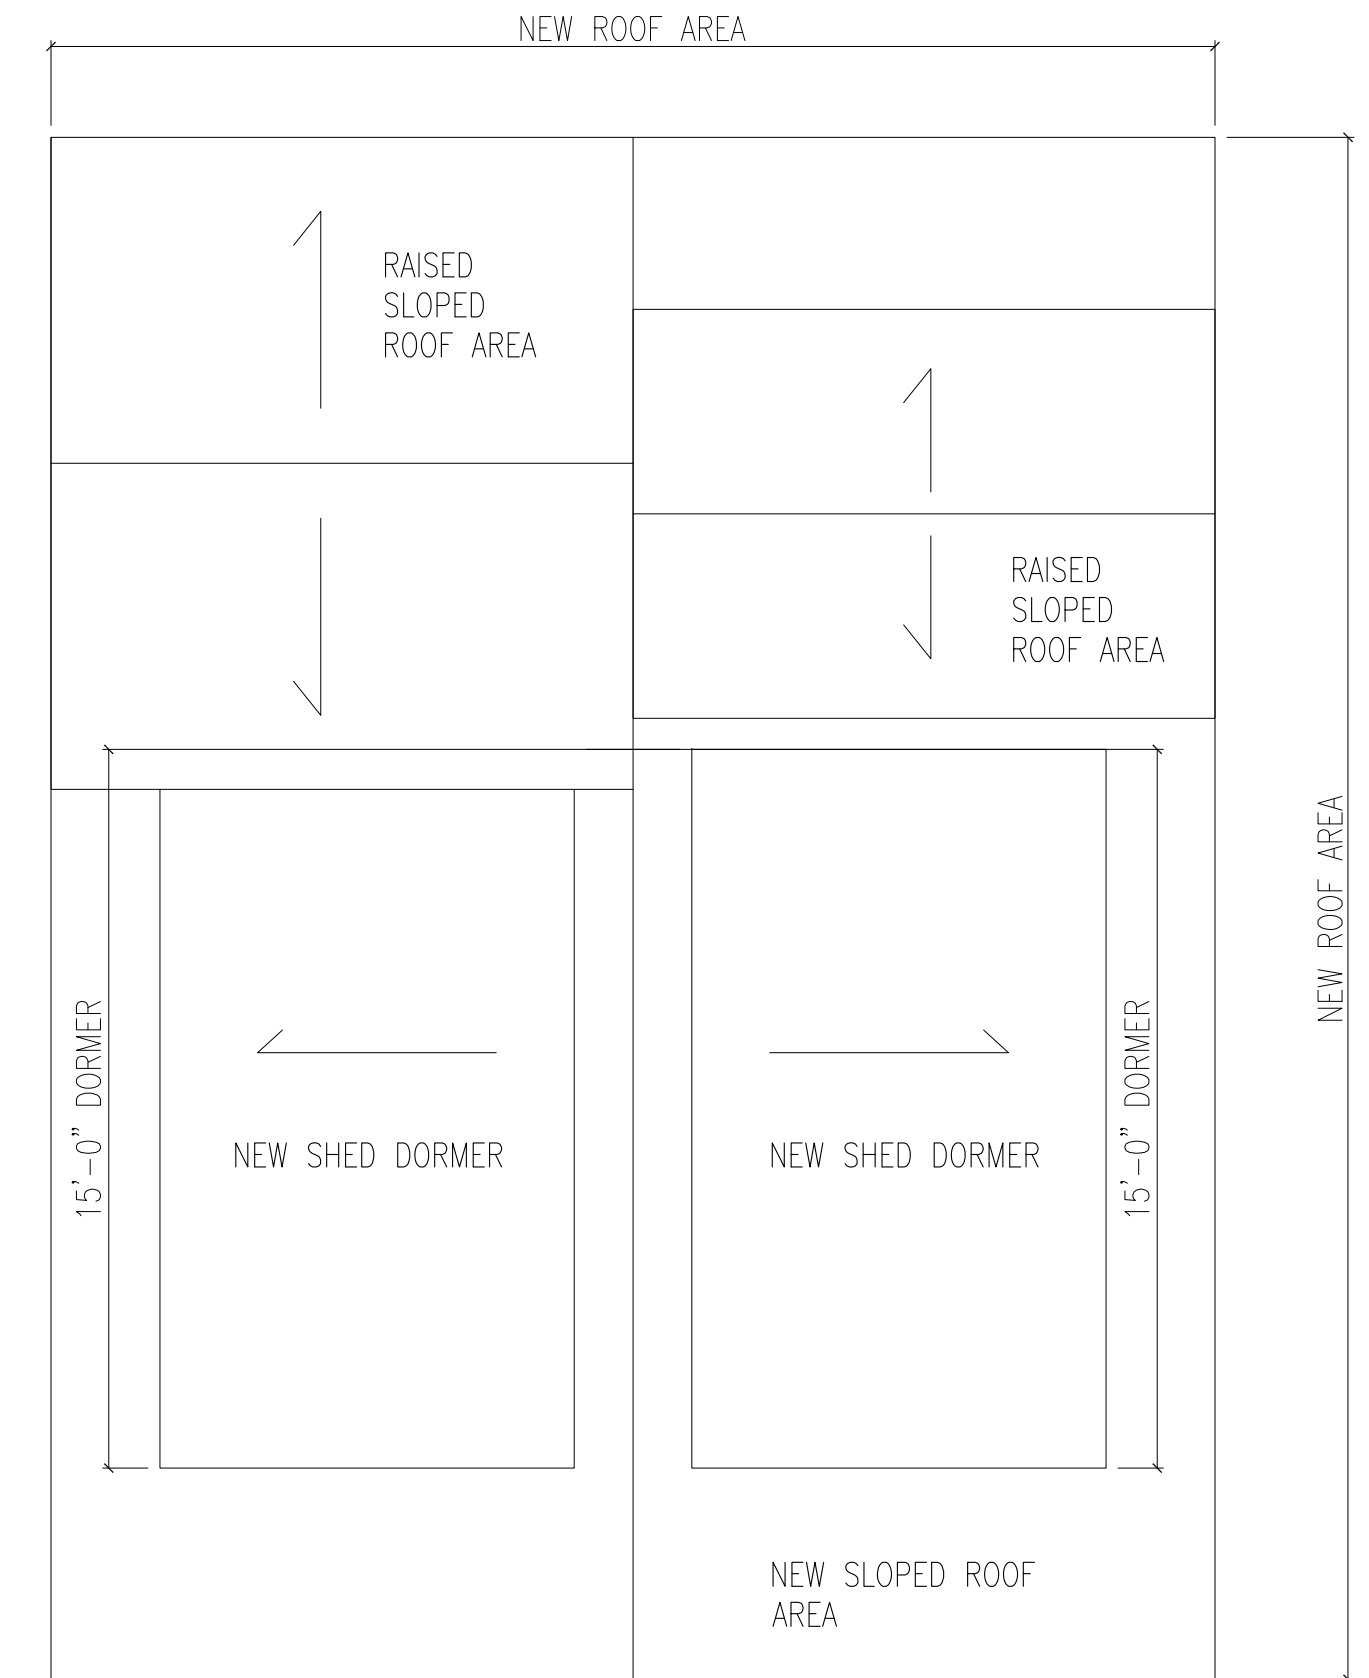 NEW ROOF AREA
RAISED
SLOPED
ROOF AREA
RAISED
SLOPED
ROOF AREA
NEW ROOF AREA
15'-0" DORMER
15'-0" DORMER
NEW SHED DORMER
NEW SHED DORMER
NEW SLOPED ROOF
AREA